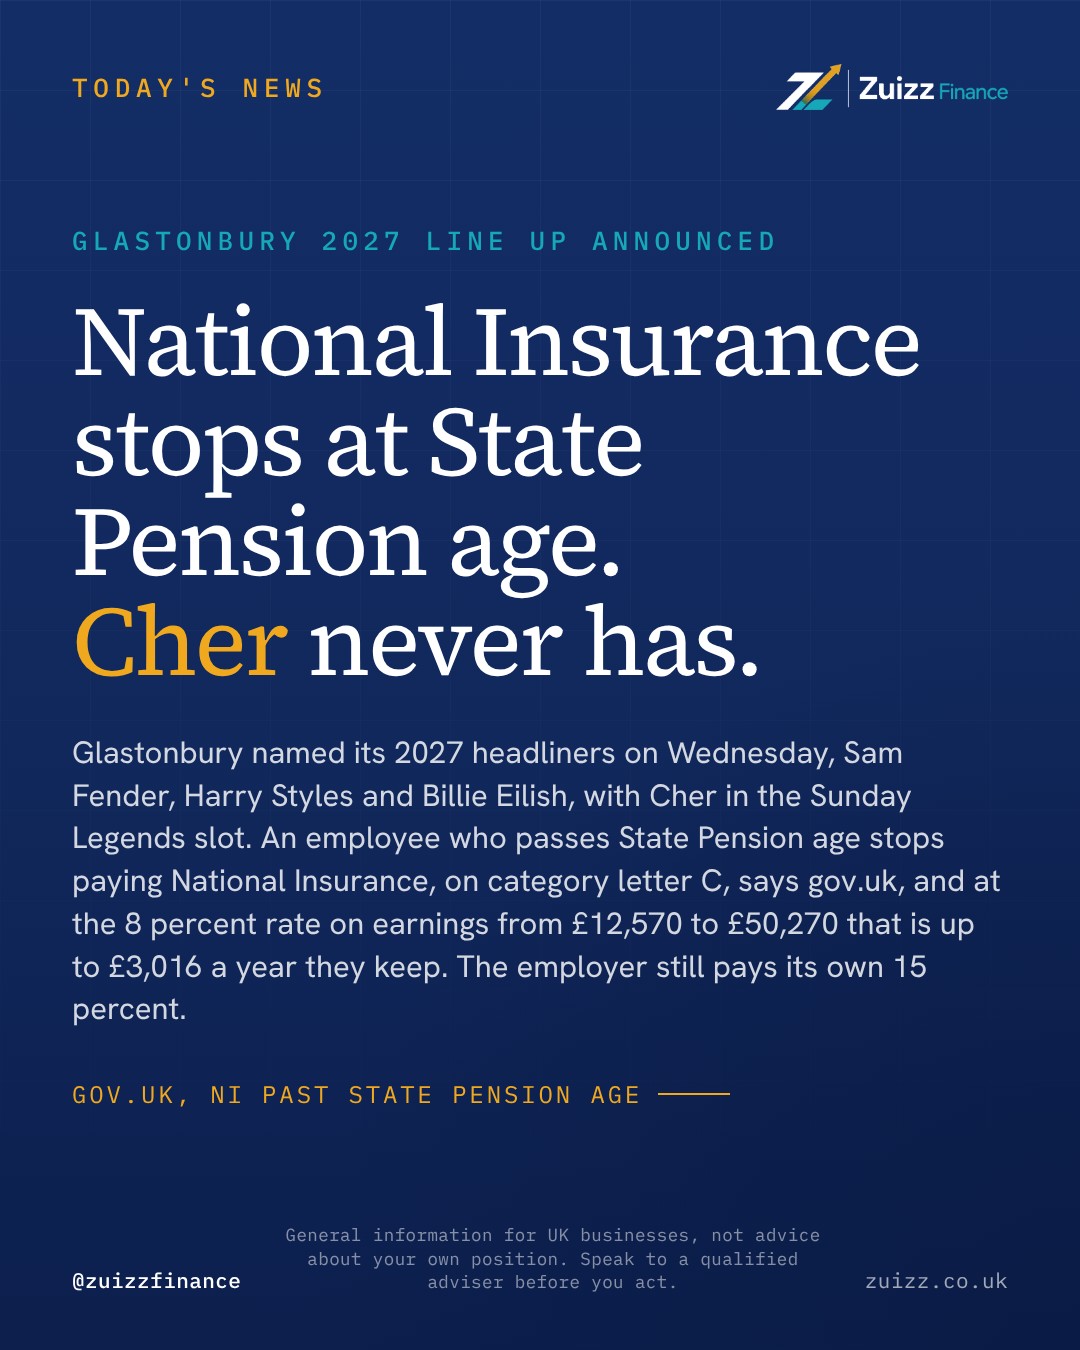 TODAY'S NEWS
Zuizz Finance
GLASTONBURY 2027 LINE UP ANNOUNCED
National Insurance
stops at State
Pension age.
Cher never has.
Glastonbury named its 2027 headliners on Wednesday, Sam
Fender, Harry Styles and Billie Eilish, with Cher in the Sunday
Legends slot. An employee who passes State Pension age stops
paying National Insurance, on category letter C, says gov.uk, and at
the 8 percent rate on earnings from £12,570 to £50,270 that is up
to £3,016 a year they keep. The employer still pays its own 15
percent.
GOV.UK, NI PAST STATE PENSION AGE
General information for UK businesses, not advice
about your own position. Speak to a qualified
adviser before you act.
@zuizzfinance
zuizz.co.uk